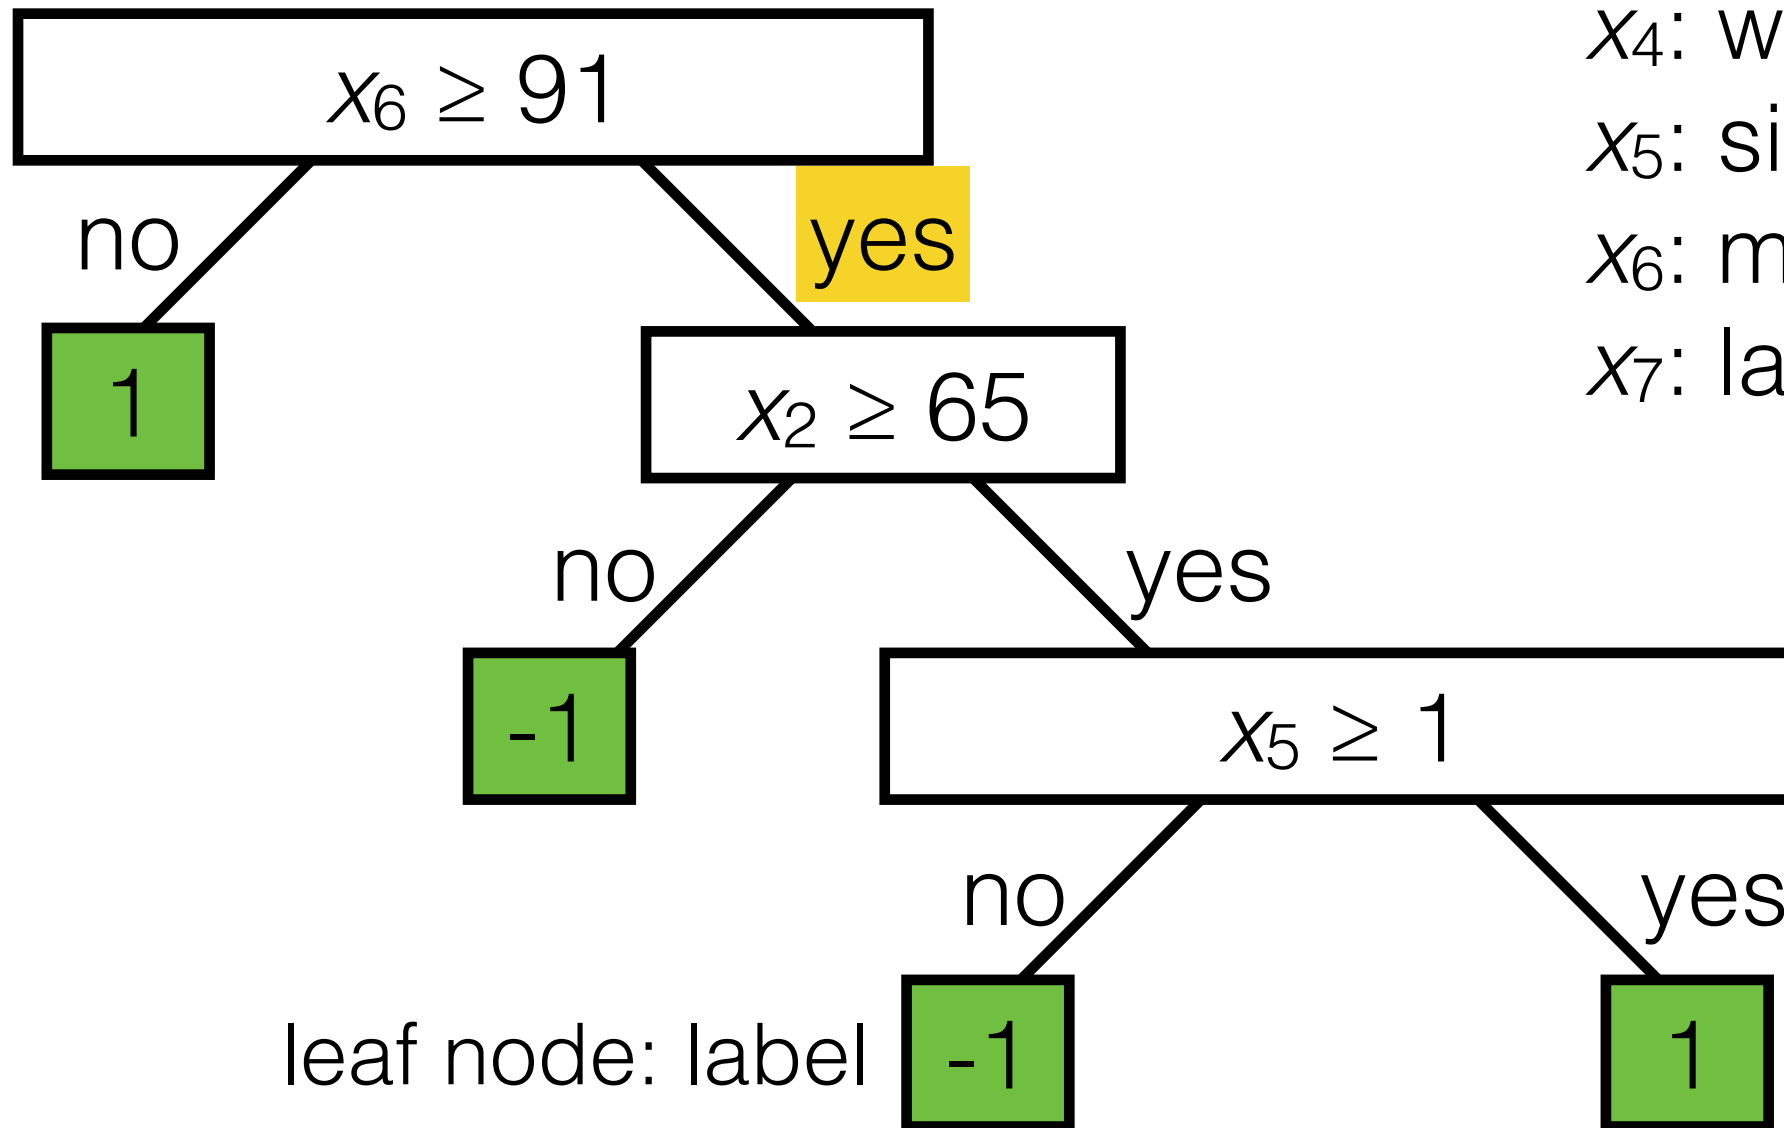 x₆ ≥ 91
x₄: w
x₅: si
x₆: m
x₇: la
no
yes
1
x₂ ≥ 65
no
yes
-1
x₅ ≥ 1
no
yes
leaf node: label
-1
1